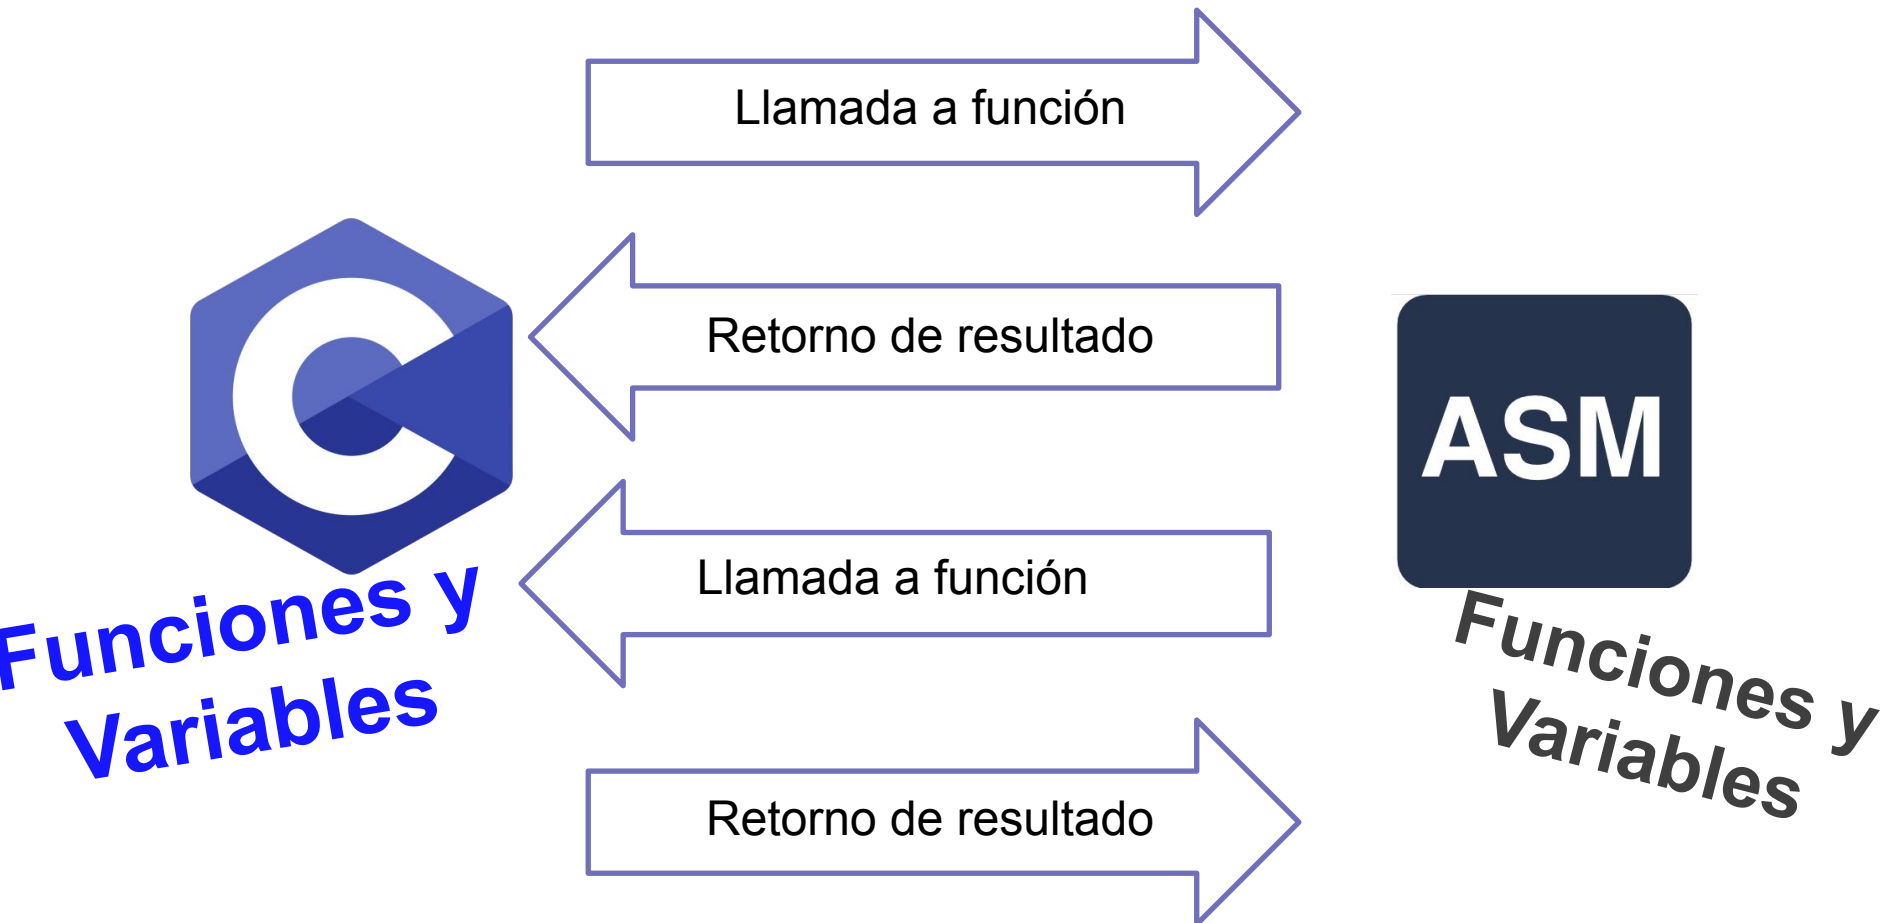 Llamada a función
Retorno de resultado
ASM
Llamada a función
Funciones y
Variables
Funciones y
Variables
Retorno de resultado